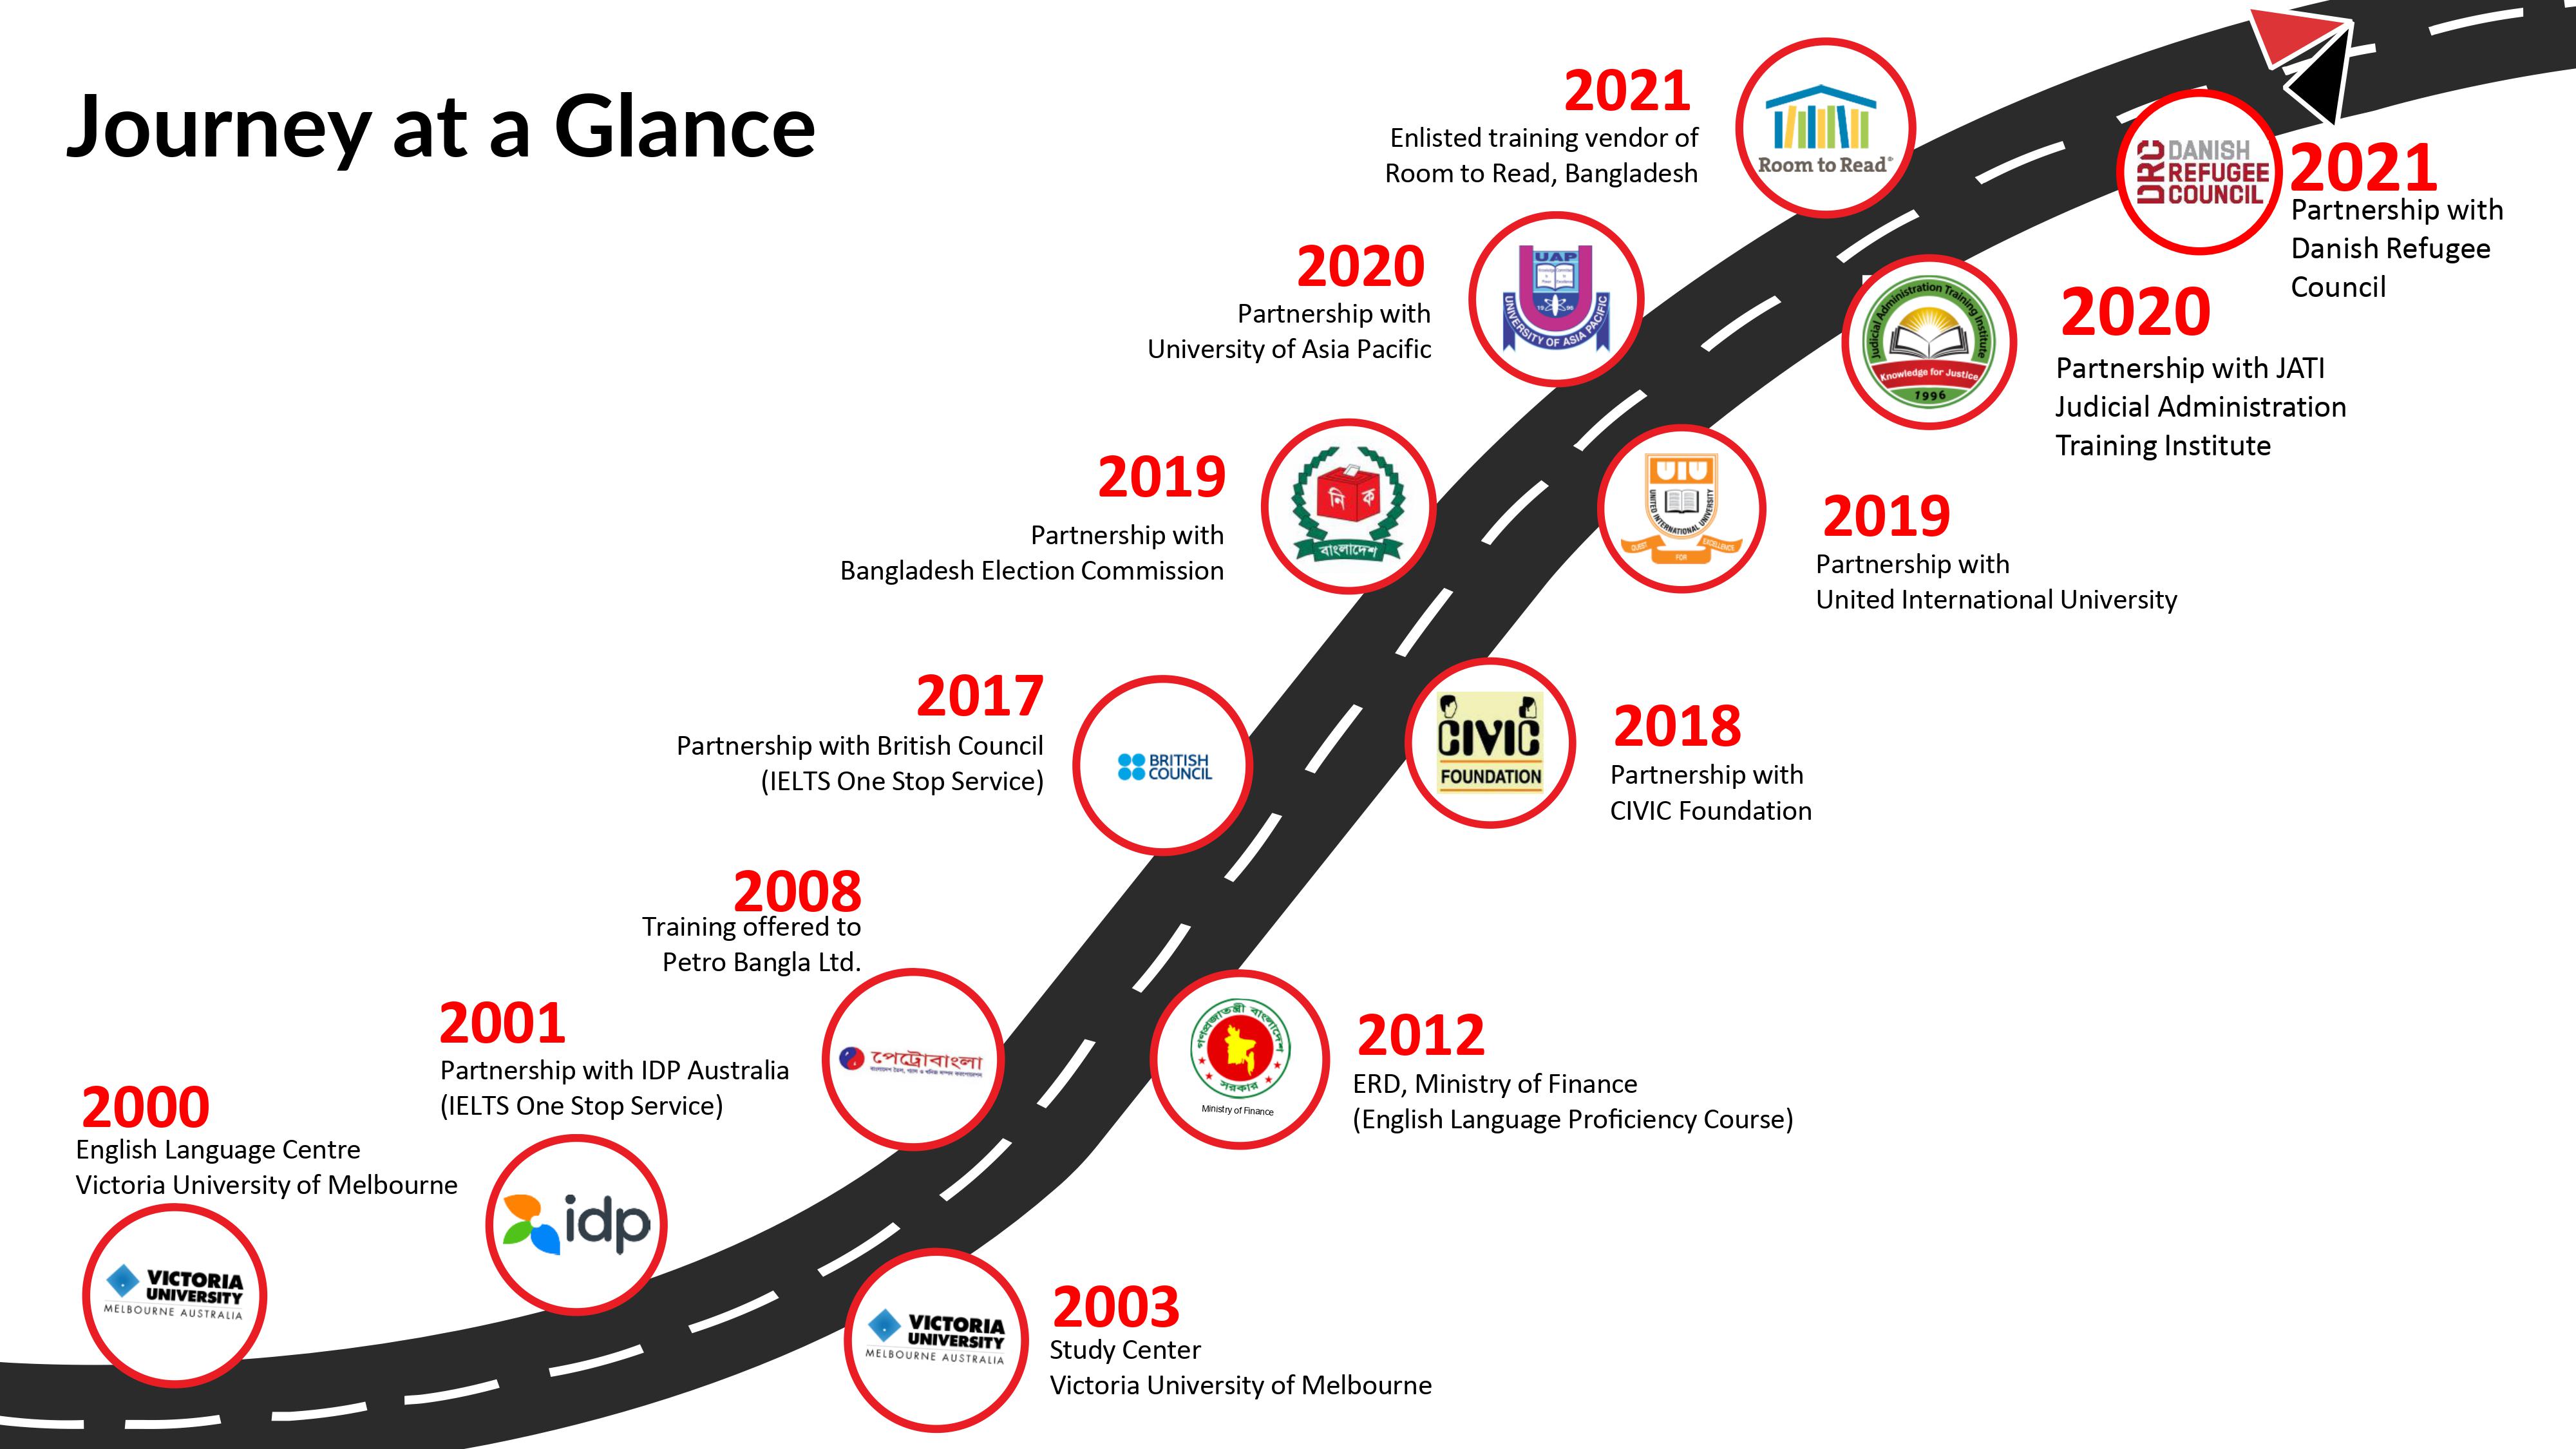 Journey at a Glance
2000
English Language Centre
Victoria University of Melbourne
VICTORIA
UNIVERSITY
MELBOURNE AUSTRALIA
2001
Partnership with IDP Australia
(IELTS One Stop Service)
idp
2003
Study Center
Victoria University of Melbourne
VICTORIA
UNIVERSITY
MELBOURNE AUSTRALIA
2008
Training offered to
Petro Bangla Ltd.
পেট্রোবাংলা
2012
ERD, Ministry of Finance
(English Language Proficiency Course)
গণপ্রজাতন্ত্রী বাংলাদেশ
সরকার
Ministry of Finance
2017
Partnership with British Council
(IELTS One Stop Service)
BRITISH
COUNCIL
2018
Partnership with
CIVIC Foundation
CIVIC
FOUNDATION
2019
Partnership with
Bangladesh Election Commission
নি ক
বাংলাদেশ
2019
Partnership with
United International University
UIU
UNITED INTERNATIONAL UNIVERSITY
QUEST FOR EXCELLENCE
2020
Partnership with
University of Asia Pacific
UAP
1996
UNIVERSITY OF ASIA PACIFIC
2020
Partnership with JATI
Judicial Administration
Training Institute
Judicial Administration Training Institute
Knowledge for Justice
1996
2021
Enlisted training vendor of
Room to Read, Bangladesh
Room to Read®
2021
Partnership with
Danish Refugee
Council
DRC
DANISH
REFUGEE
COUNCIL